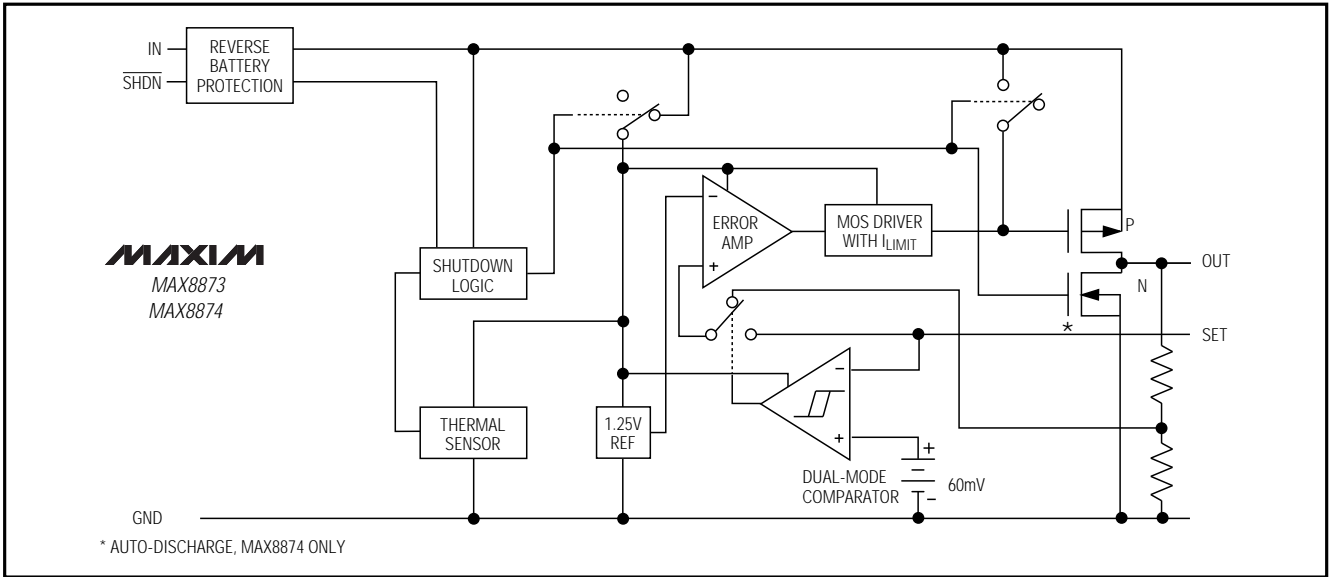 IN
SHDN
REVERSE
BATTERY
PROTECTION
MAXIM
MAX8873
MAX8874
SHUTDOWN
LOGIC
ERROR
AMP
−
+
MOS DRIVER
WITH ILIMIT
P
OUT
N
*
SET
THERMAL
SENSOR
1.25V
REF
−
+
DUAL-MODE
COMPARATOR
+
60mV
−
GND
* AUTO-DISCHARGE, MAX8874 ONLY